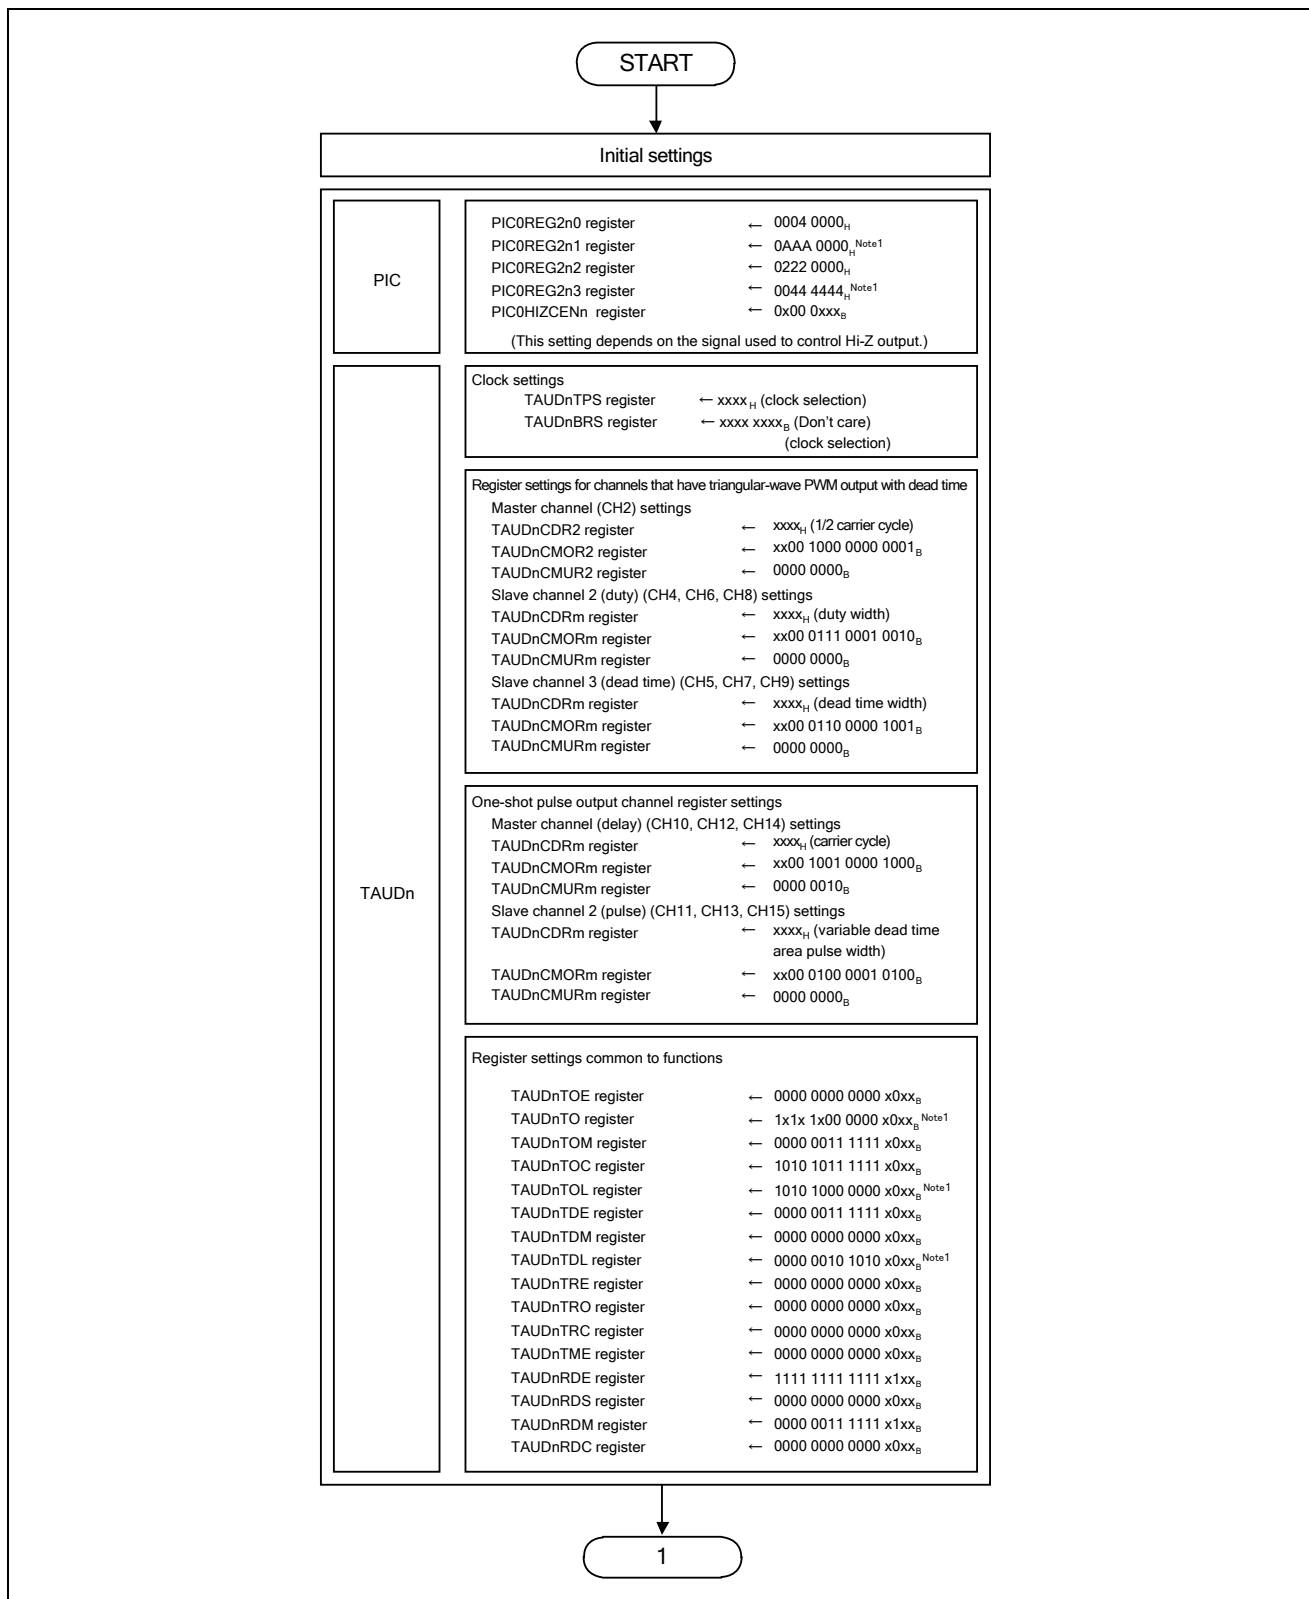 START
Initial settings
PIC
PIC0REG2n0 register ← 0004 0000H
PIC0REG2n1 register ← 0AAA 0000H Note1
PIC0REG2n2 register ← 0222 0000H
PIC0REG2n3 register ← 0044 4444H Note1
PIC0HIZCENn register ← 0x00 0xxxB
(This setting depends on the signal used to control Hi-Z output.)
TAUDn
Clock settings
TAUDnTPS register ← xxxx H (clock selection)
TAUDnBRS register ← xxxx xxxxB (Don't care)
(clock selection)
Register settings for channels that have triangular-wave PWM output with dead time
Master channel (CH2) settings
TAUDnCDR2 register ← xxxxH (1/2 carrier cycle)
TAUDnCMOR2 register ← xx00 1000 0000 0001B
TAUDnCMUR2 register ← 0000 0000B
Slave channel 2 (duty) (CH4, CH6, CH8) settings
TAUDnCDRm register ← xxxxH (duty width)
TAUDnCMORm register ← xx00 0111 0001 0010B
TAUDnCMURm register ← 0000 0000B
Slave channel 3 (dead time) (CH5, CH7, CH9) settings
TAUDnCDRm register ← xxxxH (dead time width)
TAUDnCMORm register ← xx00 0110 0000 1001B
TAUDnCMURm register ← 0000 0000B
One-shot pulse output channel register settings
Master channel (delay) (CH10, CH12, CH14) settings
TAUDnCDRm register ← xxxxH (carrier cycle)
TAUDnCMORm register ← xx00 1001 0000 1000B
TAUDnCMURm register ← 0000 0010B
Slave channel 2 (pulse) (CH11, CH13, CH15) settings
TAUDnCDRm register ← xxxxH (variable dead time
area pulse width)
TAUDnCMORm register ← xx00 0100 0001 0100B
TAUDnCMURm register ← 0000 0000B
Register settings common to functions
TAUDnTOE register ← 0000 0000 0000 x0xxB
TAUDnTO register ← 1x1x 1x00 0000 x0xxB Note1
TAUDnTOM register ← 0000 0011 1111 x0xxB
TAUDnTOC register ← 1010 1011 1111 x0xxB
TAUDnTOL register ← 1010 1000 0000 x0xxB Note1
TAUDnTDE register ← 0000 0011 1111 x0xxB
TAUDnTDM register ← 0000 0000 0000 x0xxB
TAUDnTDL register ← 0000 0010 1010 x0xxB Note1
TAUDnTRE register ← 0000 0000 0000 x0xxB
TAUDnTRO register ← 0000 0000 0000 x0xxB
TAUDnTRC register ← 0000 0000 0000 x0xxB
TAUDnTME register ← 0000 0000 0000 x0xxB
TAUDnRDE register ← 1111 1111 1111 x1xxB
TAUDnRDS register ← 0000 0000 0000 x0xxB
TAUDnRDM register ← 0000 0011 1111 x1xxB
TAUDnRDC register ← 0000 0000 0000 x0xxB
1